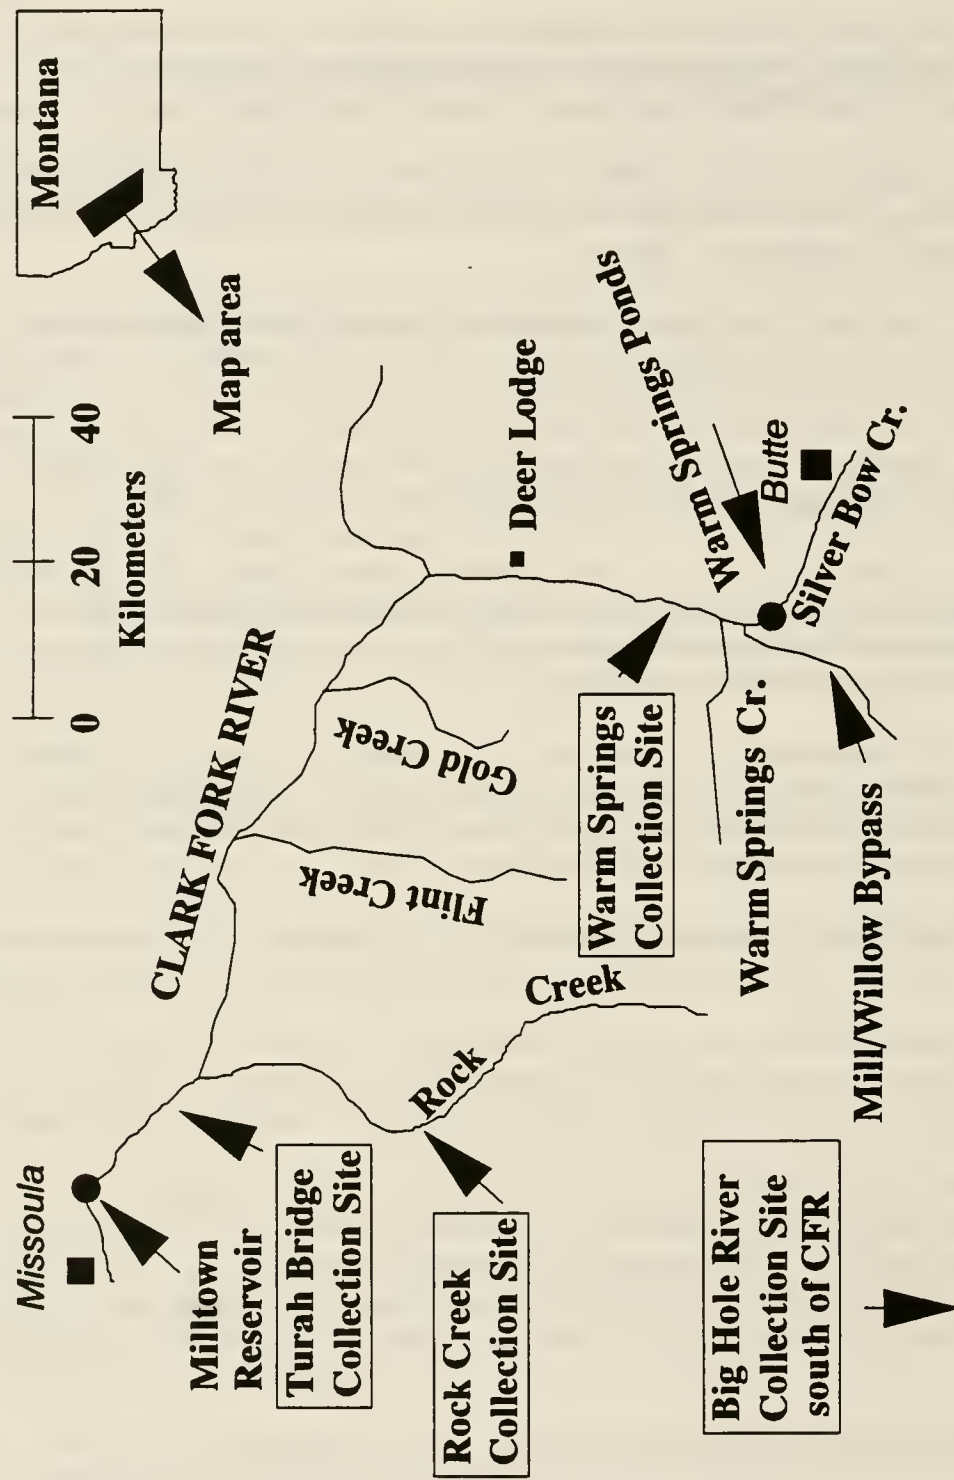 Montana
Map area
0 20 40
Kilometers
Missoula
CLARK FORK RIVER
Milltown
Reservoir
Turah Bridge
Collection Site
Flint Creek
Gold Creek
Deer Lodge
Rock
Creek
Rock Creek
Collection Site
Warm Springs
Collection Site
Warm Springs Ponds
Butte
Silver Bow Cr.
Warm Springs Cr.
Mill/Willow Bypass
Big Hole River
Collection Site
south of CFR